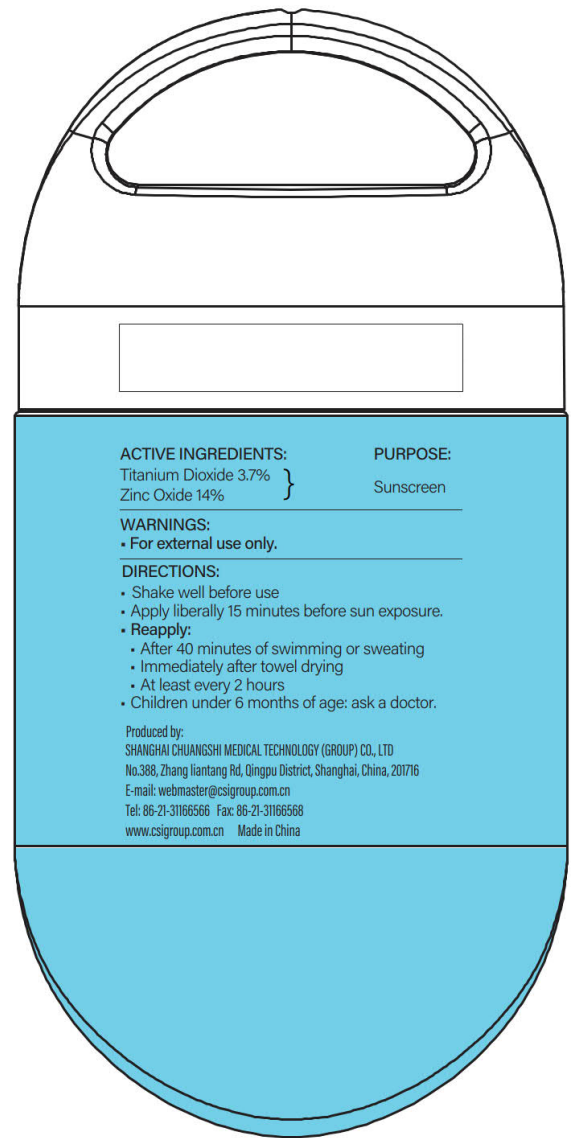 ACTIVE INGREDIENTS: PURPOSE:
Titanium Dioxide 3.7%
Zinc Oxide 14% } Sunscreen
WARNINGS:
▪ For external use only.
DIRECTIONS:
▪ Shake well before use
▪ Apply liberally 15 minutes before sun exposure.
▪ Reapply:
▪ After 40 minutes of swimming or sweating
▪ Immediately after towel drying
▪ At least every 2 hours
▪ Children under 6 months of age: ask a doctor.
Produced by:
SHANGHAI CHUANGSHI MEDICAL TECHNOLOGY (GROUP) CO., LTD
No.388, Zhang liantang Rd, Qingpu District, Shanghai, China, 201716
E-mail: webmaster@csigroup.com.cn
Tel: 86-21-31166566 Fax: 86-21-31166568
www.csigroup.com.cn Made in China